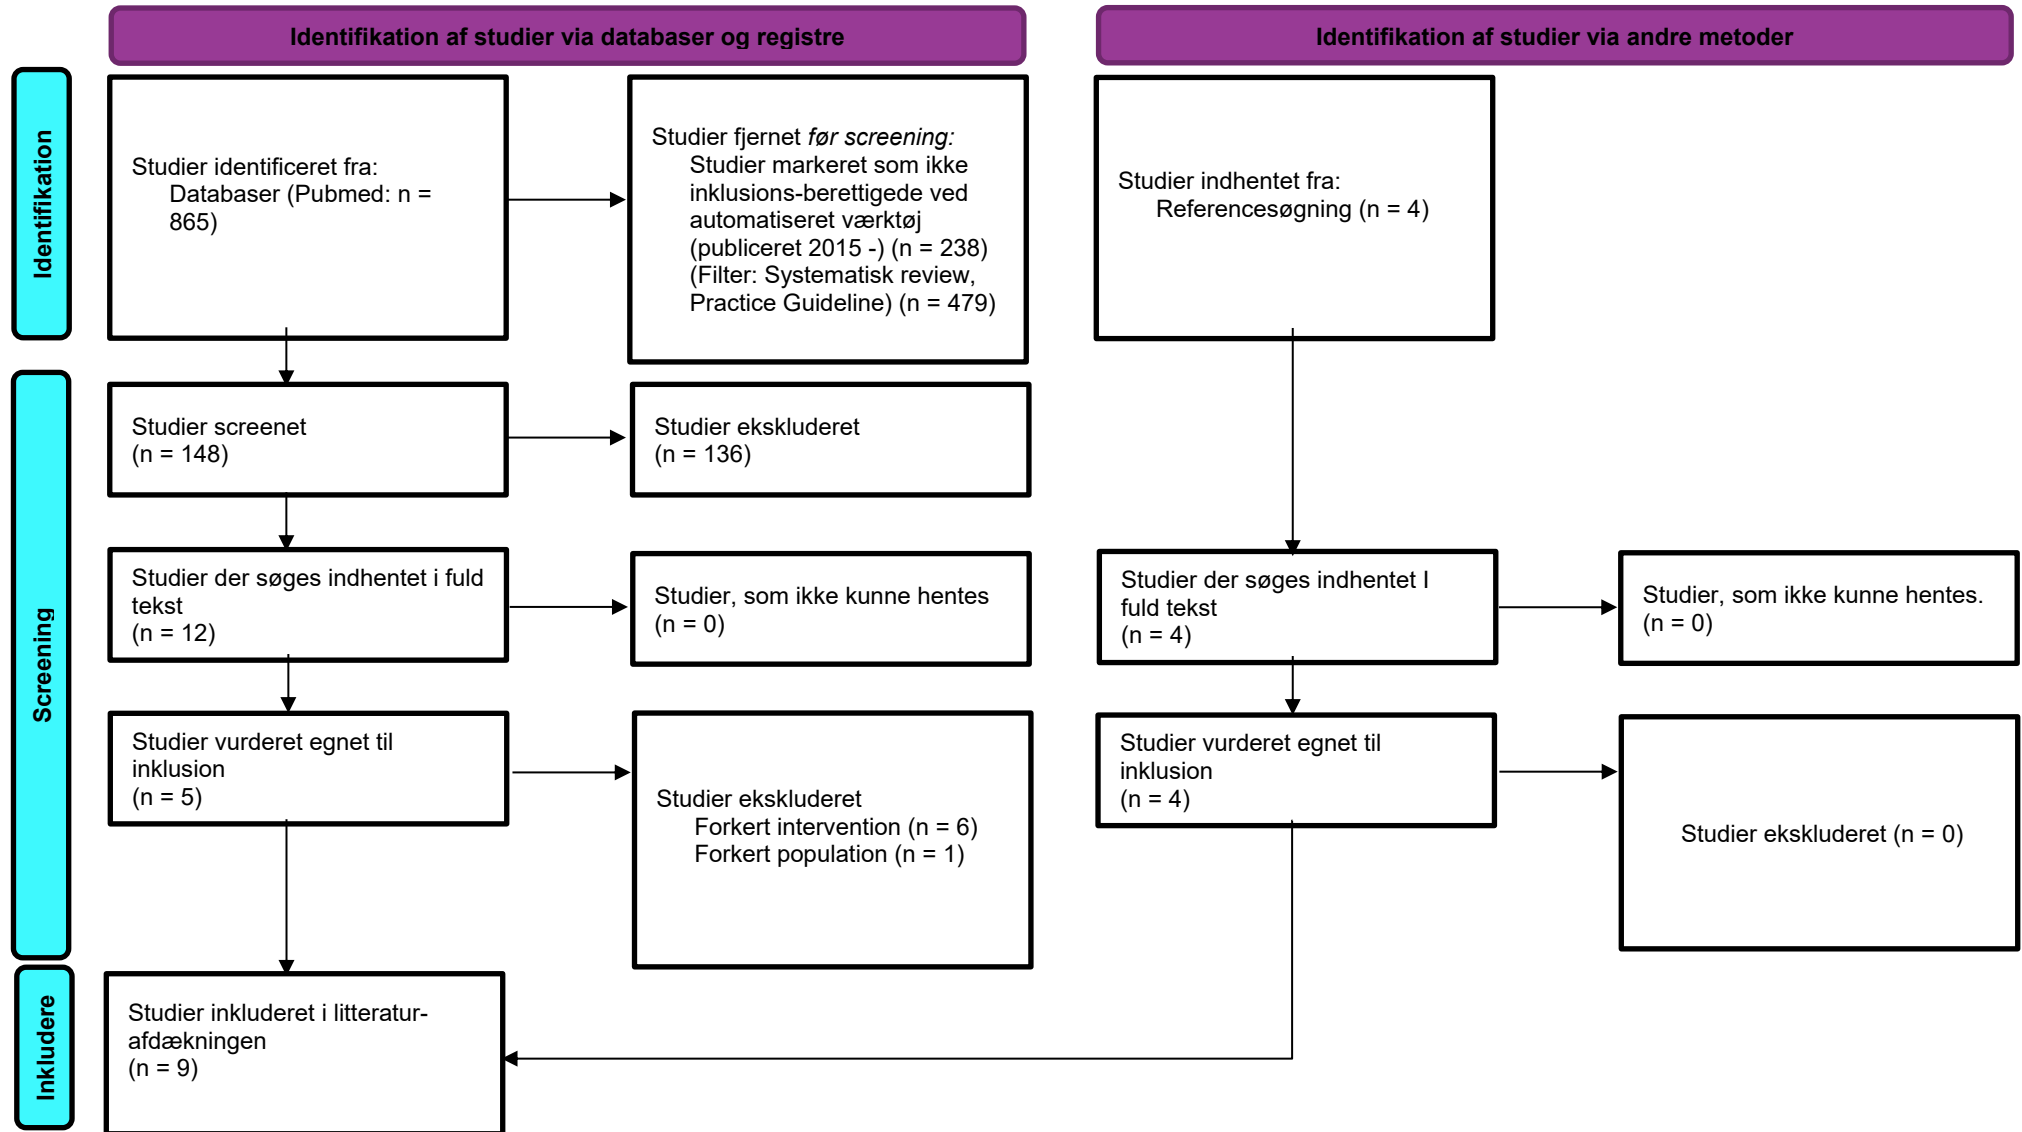 Identifikation af studier via databaser og registre
Identifikation af studier via andre metoder
Identifikation
Studier identificeret fra:
Databaser (Pubmed: n =
865)
Studier fjernet før screening:
Studier markeret som ikke
inklusions-berettigede ved
automatiseret værktøj
(publiceret 2015 -) (n = 238)
(Filter: Systematisk review,
Practice Guideline) (n = 479)
Studier indhentet fra:
Referencesøgning (n = 4)
Screening
Studier screenet
(n = 148)
Studier ekskluderet
(n = 136)
Studier der søges indhentet i fuld
tekst
(n = 12)
Studier, som ikke kunne hentes
(n = 0)
Studier der søges indhentet I
fuld tekst
(n = 4)
Studier, som ikke kunne hentes.
(n = 0)
Studier vurderet egnet til
inklusion
(n = 5)
Studier ekskluderet
Forkert intervention (n = 6)
Forkert population (n = 1)
Studier vurderet egnet til
inklusion
(n = 4)
Studier ekskluderet (n = 0)
Inkludere
Studier inkluderet i litteratur-
afdækningen
(n = 9)